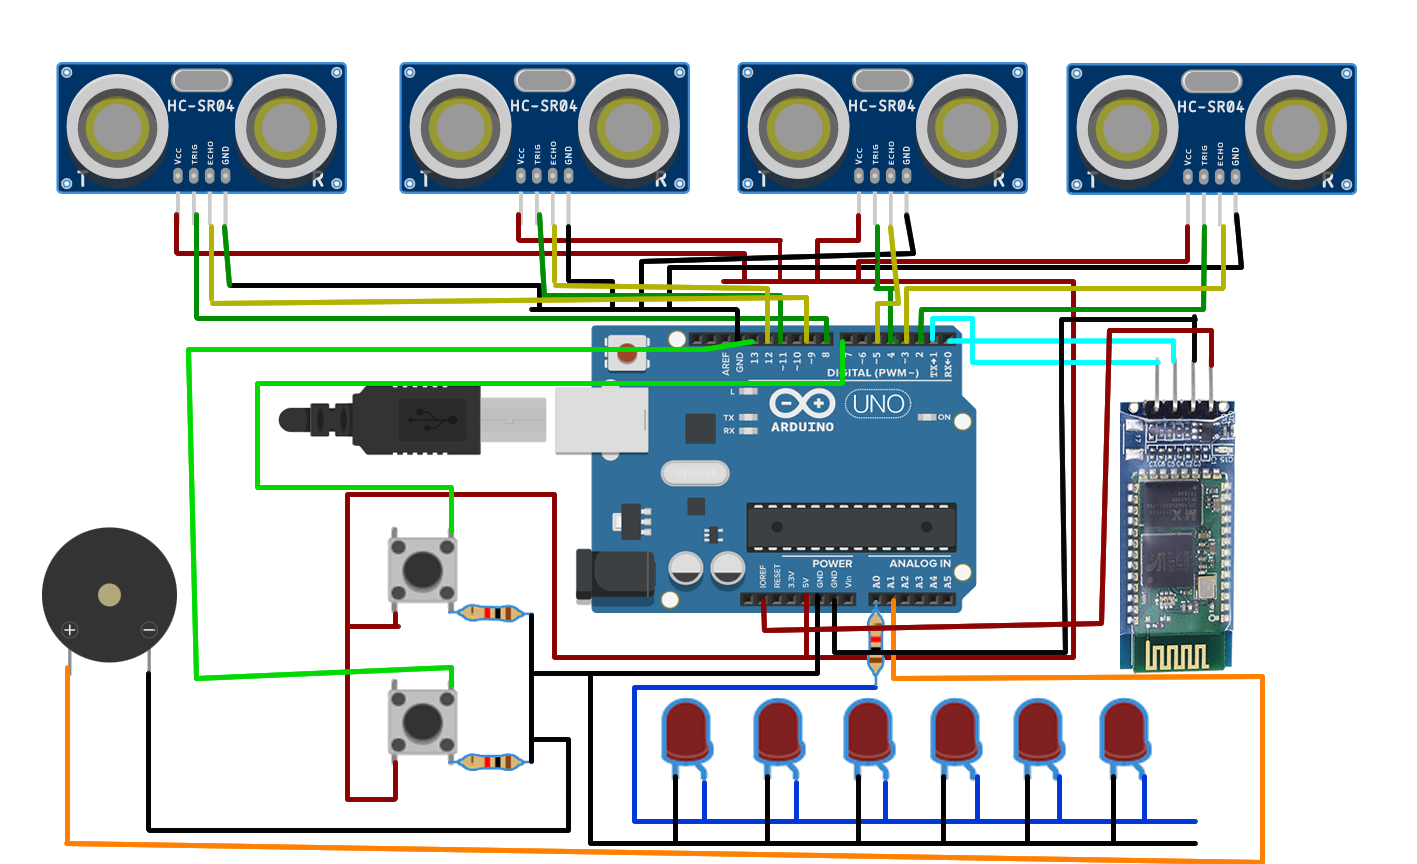 HC-SR04
Vcc
TRIG
ECHO
GND
T
R
HC-SR04
Vcc
TRIG
ECHO
GND
T
R
HC-SR04
Vcc
TRIG
ECHO
GND
T
R
HC-SR04
Vcc
TRIG
ECHO
GND
T
R
AREF
GND
13
12
~11
~10
~9
8
7
~6
~5
4
~3
2
TX→1
RX←0
DIGITAL (PWM~)
L
TX
RX
ARDUINO
UNO
ON
POWER
ANALOG IN
IOREF
RESET
3.3V
5V
GND
GND
Vin
A0
A1
A2
A3
A4
A5
+
−